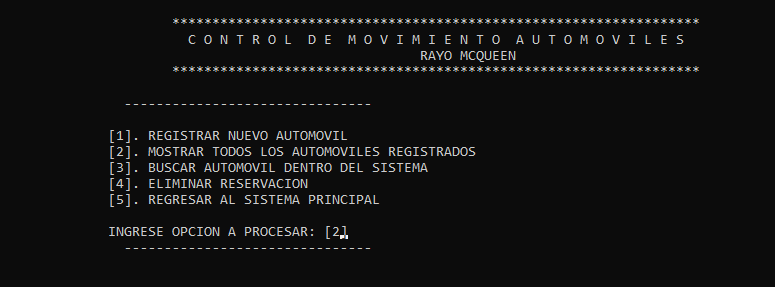 ******************************************************************
C O N T R O L  D E  M O V I M I E N T O  A U T O M O V I L E S
RAYO MCQUEEN
******************************************************************
-------------------------------
[1]. REGISTRAR NUEVO AUTOMOVIL
[2]. MOSTRAR TODOS LOS AUTOMOVILES REGISTRADOS
[3]. BUSCAR AUTOMOVIL DENTRO DEL SISTEMA
[4]. ELIMINAR RESERVACION
[5]. REGRESAR AL SISTEMA PRINCIPAL
INGRESE OPCION A PROCESAR: [2]
-------------------------------